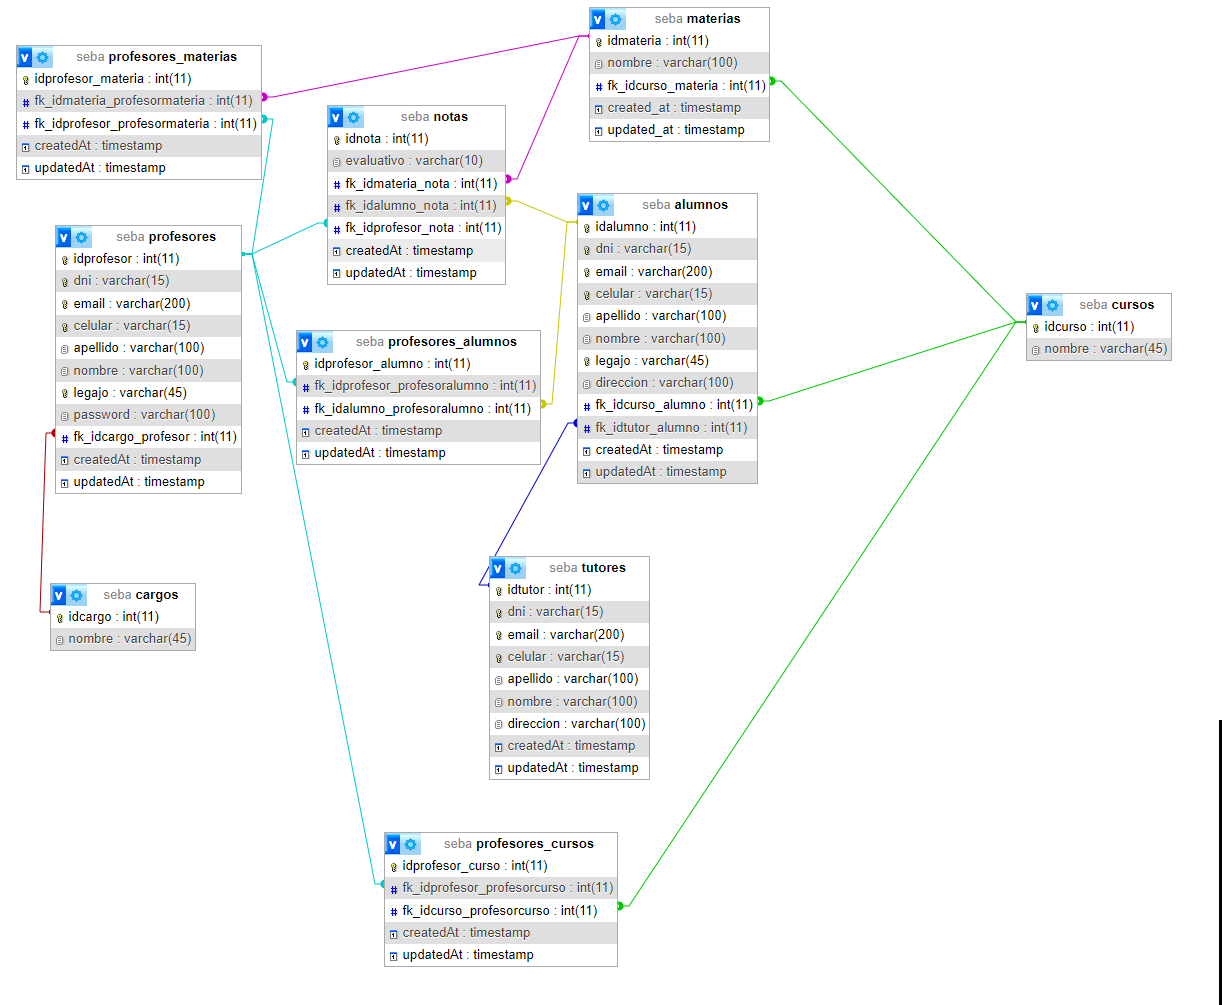 seba profesores_materias
idprofesor_materia : int(11)
fk_idmateria_profesormateria : int(11)
fk_idprofesor_profesormateria : int(11)
createdAt : timestamp
updatedAt : timestamp
seba materias
idmateria : int(11)
nombre : varchar(100)
fk_idcurso_materia : int(11)
created_at : timestamp
updated_at : timestamp
seba notas
idnota : int(11)
evaluativo : varchar(10)
fk_idmateria_nota : int(11)
fk_idalumno_nota : int(11)
fk_idprofesor_nota : int(11)
createdAt : timestamp
updatedAt : timestamp
seba alumnos
idalumno : int(11)
dni : varchar(15)
email : varchar(200)
celular : varchar(15)
apellido : varchar(100)
nombre : varchar(100)
legajo : varchar(45)
direccion : varchar(100)
fk_idcurso_alumno : int(11)
fk_idtutor_alumno : int(11)
createdAt : timestamp
updatedAt : timestamp
seba profesores
idprofesor : int(11)
dni : varchar(15)
email : varchar(200)
celular : varchar(15)
apellido : varchar(100)
nombre : varchar(100)
legajo : varchar(45)
password : varchar(100)
fk_idcargo_profesor : int(11)
createdAt : timestamp
updatedAt : timestamp
seba cursos
idcurso : int(11)
nombre : varchar(45)
seba profesores_alumnos
idprofesor_alumno : int(11)
fk_idprofesor_profesoralumno : int(11)
fk_idalumno_profesoralumno : int(11)
createdAt : timestamp
updatedAt : timestamp
seba tutores
idtutor : int(11)
dni : varchar(15)
email : varchar(200)
celular : varchar(15)
apellido : varchar(100)
nombre : varchar(100)
direccion : varchar(100)
createdAt : timestamp
updatedAt : timestamp
seba cargos
idcargo : int(11)
nombre : varchar(45)
seba profesores_cursos
idprofesor_curso : int(11)
fk_idprofesor_profesorcurso : int(11)
fk_idcurso_profesorcurso : int(11)
createdAt : timestamp
updatedAt : timestamp